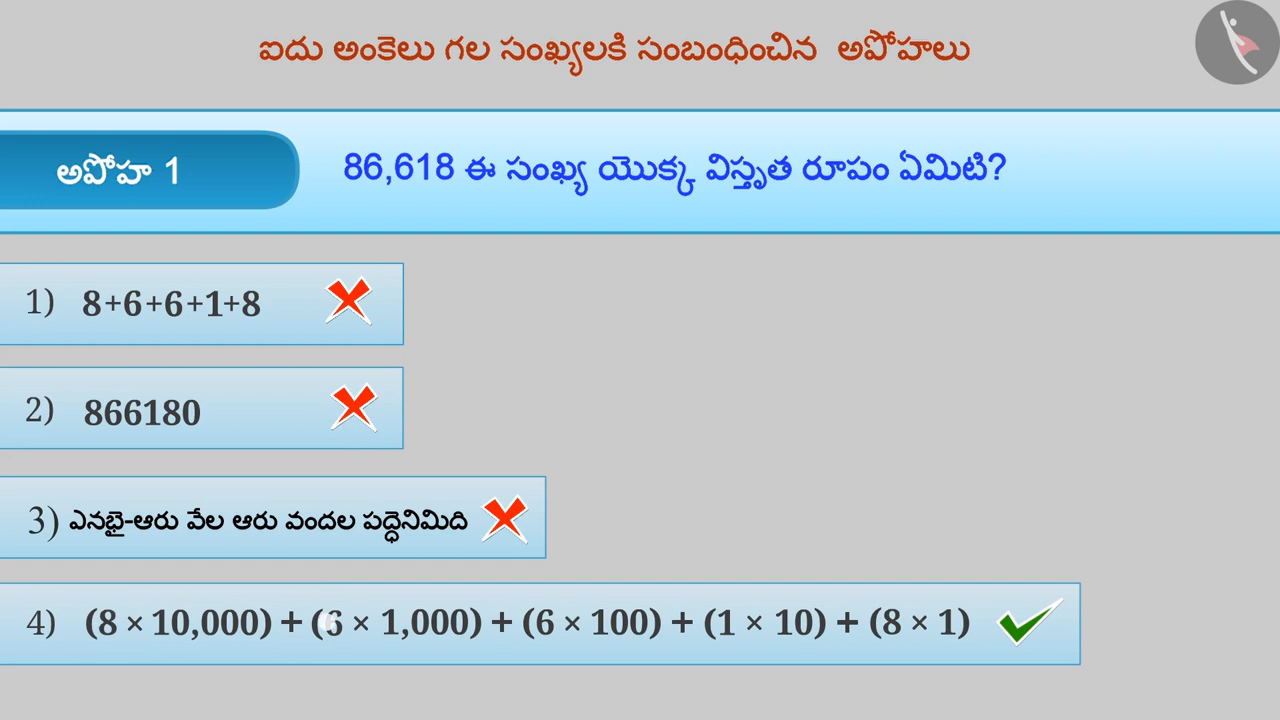 ఐదు అంకెలు గల సంఖ్యలకి సంబంధించిన అపోహలు
అపోహ 1 86,618 ఈ సంఖ్య యొక్క విస్తృత రూపం ఏమిటి?
1) 8+6+6+1+8
2) 866180
3) ఎనభై-ఆరు వేల ఆరు వందల పద్ధెనిమిది
4) (8 × 10,000) + (6 × 1,000) + (6 × 100) + (1 × 10) + (8 × 1)